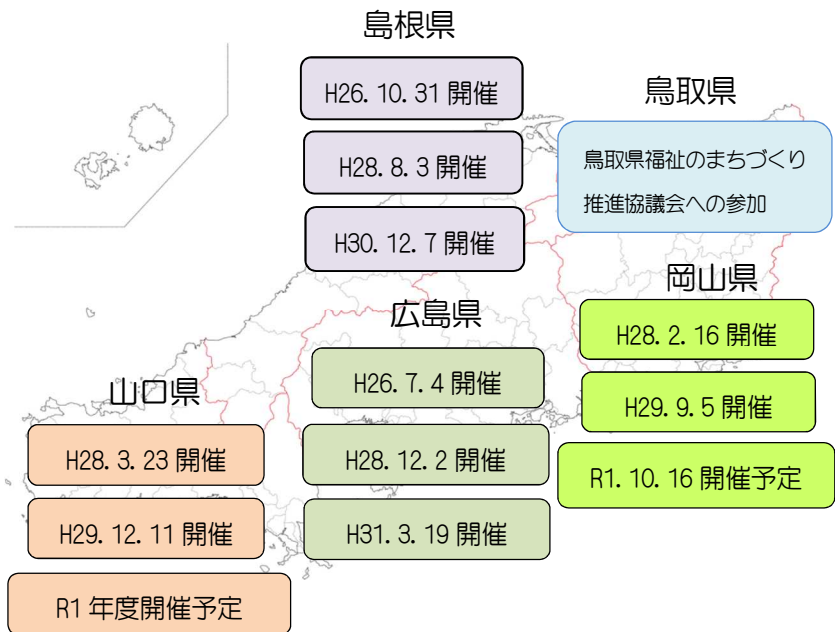 島根県
H26.10.31 開催
H28.8.3 開催
H30.12.7 開催
鳥取県
鳥取県福祉のまちづくり
推進協議会への参加
岡山県
H28.2.16 開催
H29.9.5 開催
R1.10.16 開催予定
広島県
H26.7.4 開催
H28.12.2 開催
H31.3.19 開催
山口県
H28.3.23 開催
H29.12.11 開催
R1 年度開催予定